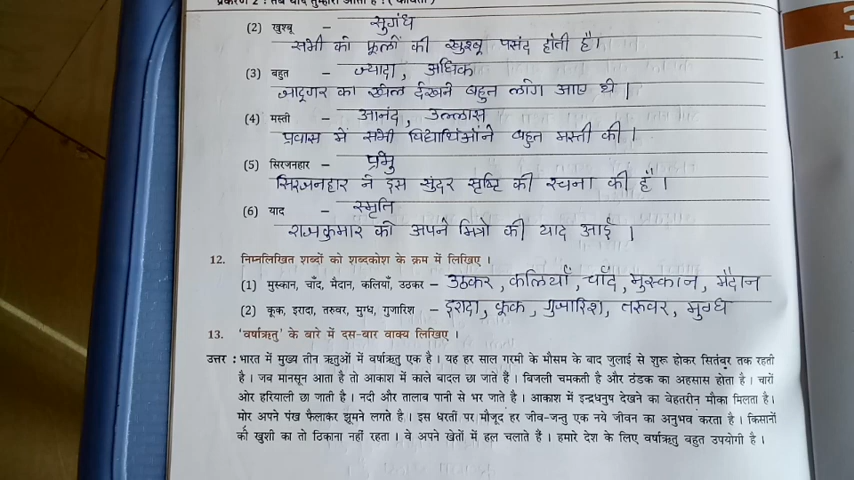 प्रकरण 2 : तब याद तुम्हारी आती है ! (कविता)
(2) खुश्बू – सुगंध
सभी को फूलों की खुश्बू पसंद होती है।
(3) बहुत – ज्यादा, अधिक
जादूगर का खेल देखने बहुत लोग आए थे।
(4) मस्ती – आनंद, उल्लास
प्रवास में सभी विद्यार्थिओंने बहुत मस्ती की।
(5) सिरजनहार – प्रभु
सिरजनहार ने इस सुंदर सृष्टि की रचना की है।
(6) याद – स्मृति
राजकुमार को अपने मित्रो की याद आई।
12. निम्नलिखित शब्दों को शब्दकोश के क्रम में लिखिए ।
(1) मुस्कान, चाँद, मैदान, कलियाँ, उठकर – उठकर, कलियाँ, चाँद, मुस्कान, मैदान
(2) कूक, इरादा, तरुवर, मुग्ध, गुजारिश – इरादा, कूक, गुजारिश, तरुवर, मुग्ध
13. 'वर्षाऋतु' के बारे में दस-बार वाक्य लिखिए ।
उत्तर : भारत में मुख्य तीन ऋतुओं में वर्षाऋतु एक है । यह हर साल गरमी के मौसम के बाद जुलाई से शुरू होकर सितंबर तक रहती
है । जब मानसून आता है तो आकाश में काले बादल छा जाते हैं । बिजली चमकती है और ठंडक का अहसास होता है । चारों
ओर हरियाली छा जाती है । नदी और तालाब पानी से भर जाते है । आकाश में इन्द्रधनुष देखने का बेहतरीन मौका मिलता है ।
मोर अपने पंख फैलाकर झूमने लगते है । इस धरती पर मौजूद हर जीव-जन्तु एक नये जीवन का अनुभव करता है । किसानों
की खुशी का तो ठिकाना नहीं रहता । वे अपने खेतों में हल चलाते हैं । हमारे देश के लिए वर्षाऋतु बहुत उपयोगी है ।
3
1.